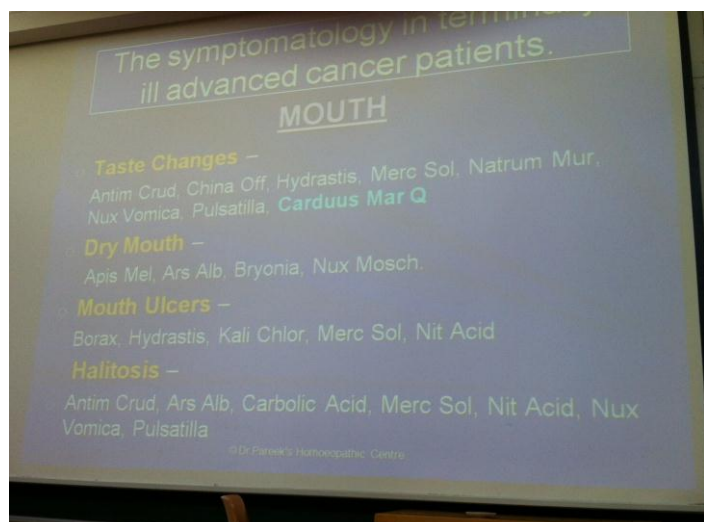 The symptomatology in terminally
ill advanced cancer patients.
MOUTH
Taste Changes –
Antim Crud, China Off, Hydrastis, Merc Sol, Natrum Mur,
Nux Vomica, Pulsatilla, Carduus Mar Q
Dry Mouth –
Apis Mel, Ars Alb, Bryonia, Nux Mosch.
Mouth Ulcers –
Borax, Hydrastis, Kali Chlor, Merc Sol, Nit Acid
Halitosis –
Antim Crud, Ars Alb, Carbolic Acid, Merc Sol, Nit Acid, Nux
Vomica, Pulsatilla
© Dr Pareek's Homoeopathic Centre